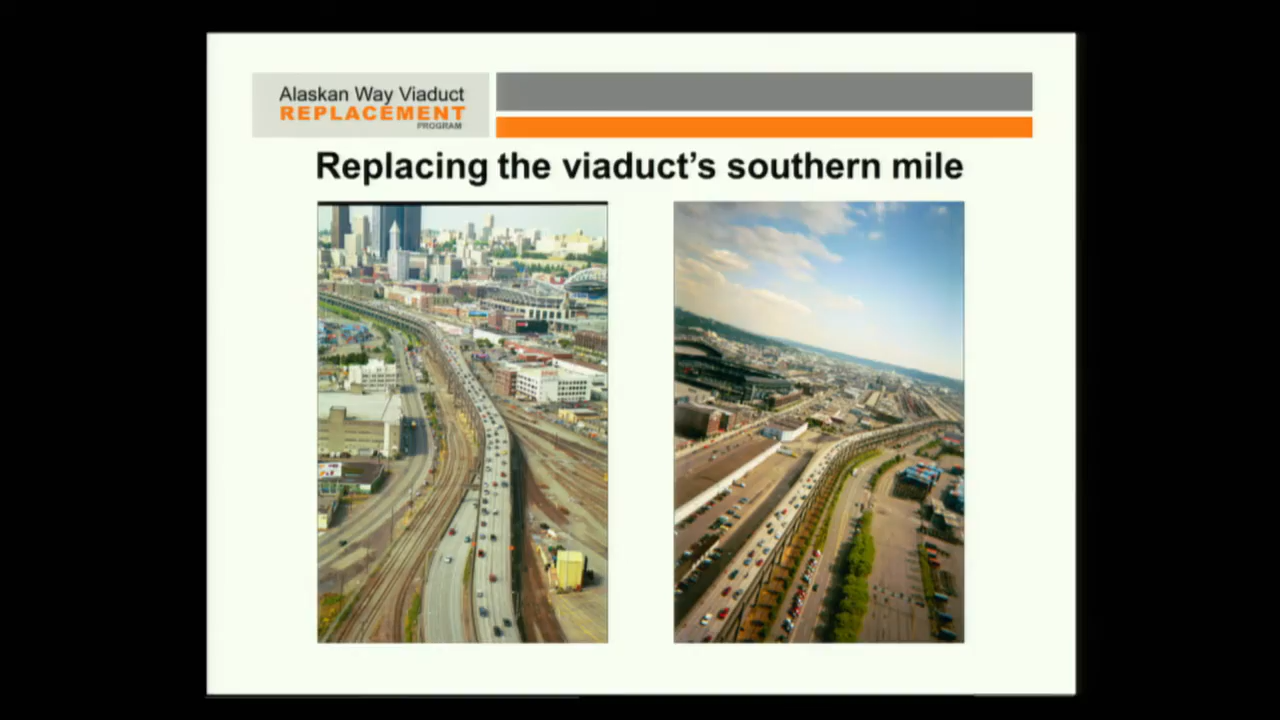 Alaskan Way Viaduct
REPLACEMENT
PROGRAM
Replacing the viaduct's southern mile